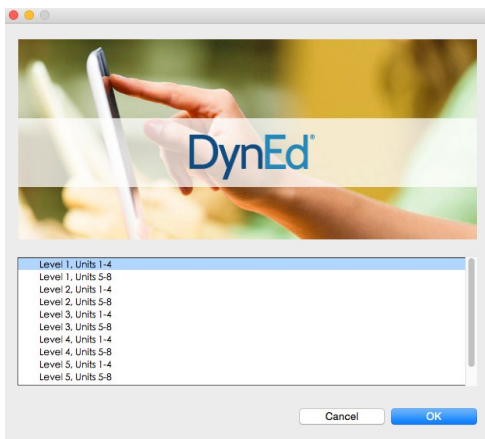 DynEd®
Level 1, Units 1-4
Level 1, Units 5-8
Level 2, Units 1-4
Level 2, Units 5-8
Level 3, Units 1-4
Level 3, Units 5-8
Level 4, Units 1-4
Level 4, Units 5-8
Level 5, Units 1-4
Level 5, Units 5-8
Cancel OK